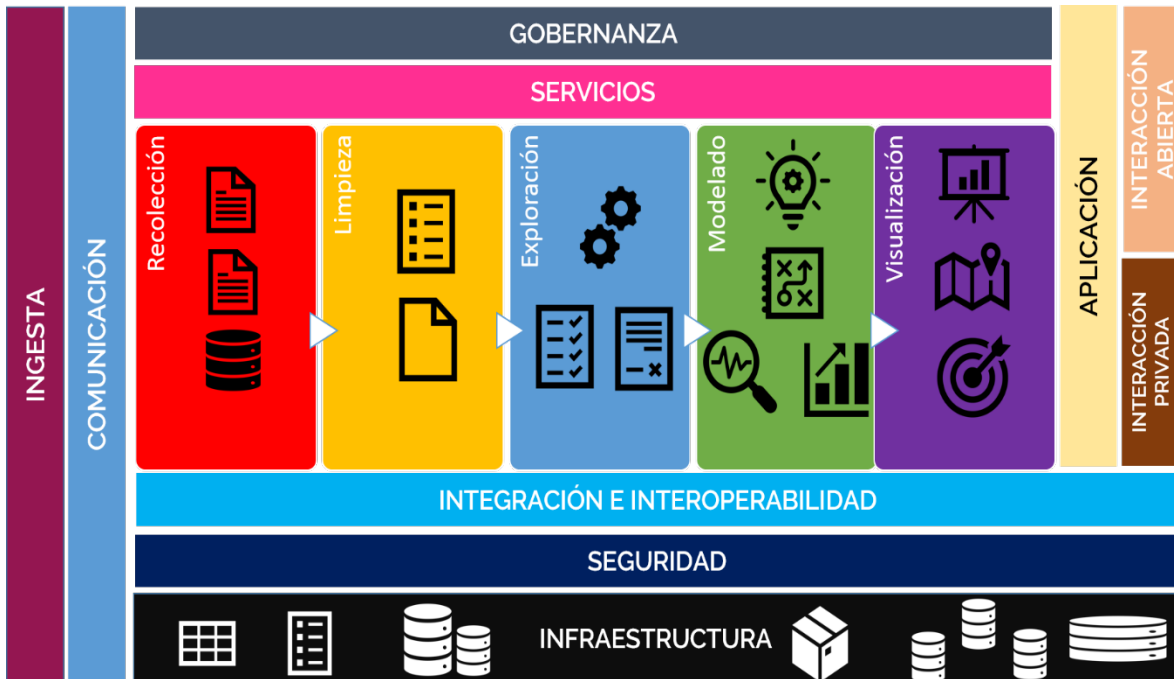 INGESTA
COMUNICACIÓN
GOBERNANZA
SERVICIOS
Recolección
Limpieza
Exploración
Modelado
Visualización
APLICACIÓN
INTERACCIÓN
ABIERTA
INTERACCIÓN
PRIVADA
INTEGRACIÓN E INTEROPERABILIDAD
SEGURIDAD
INFRAESTRUCTURA